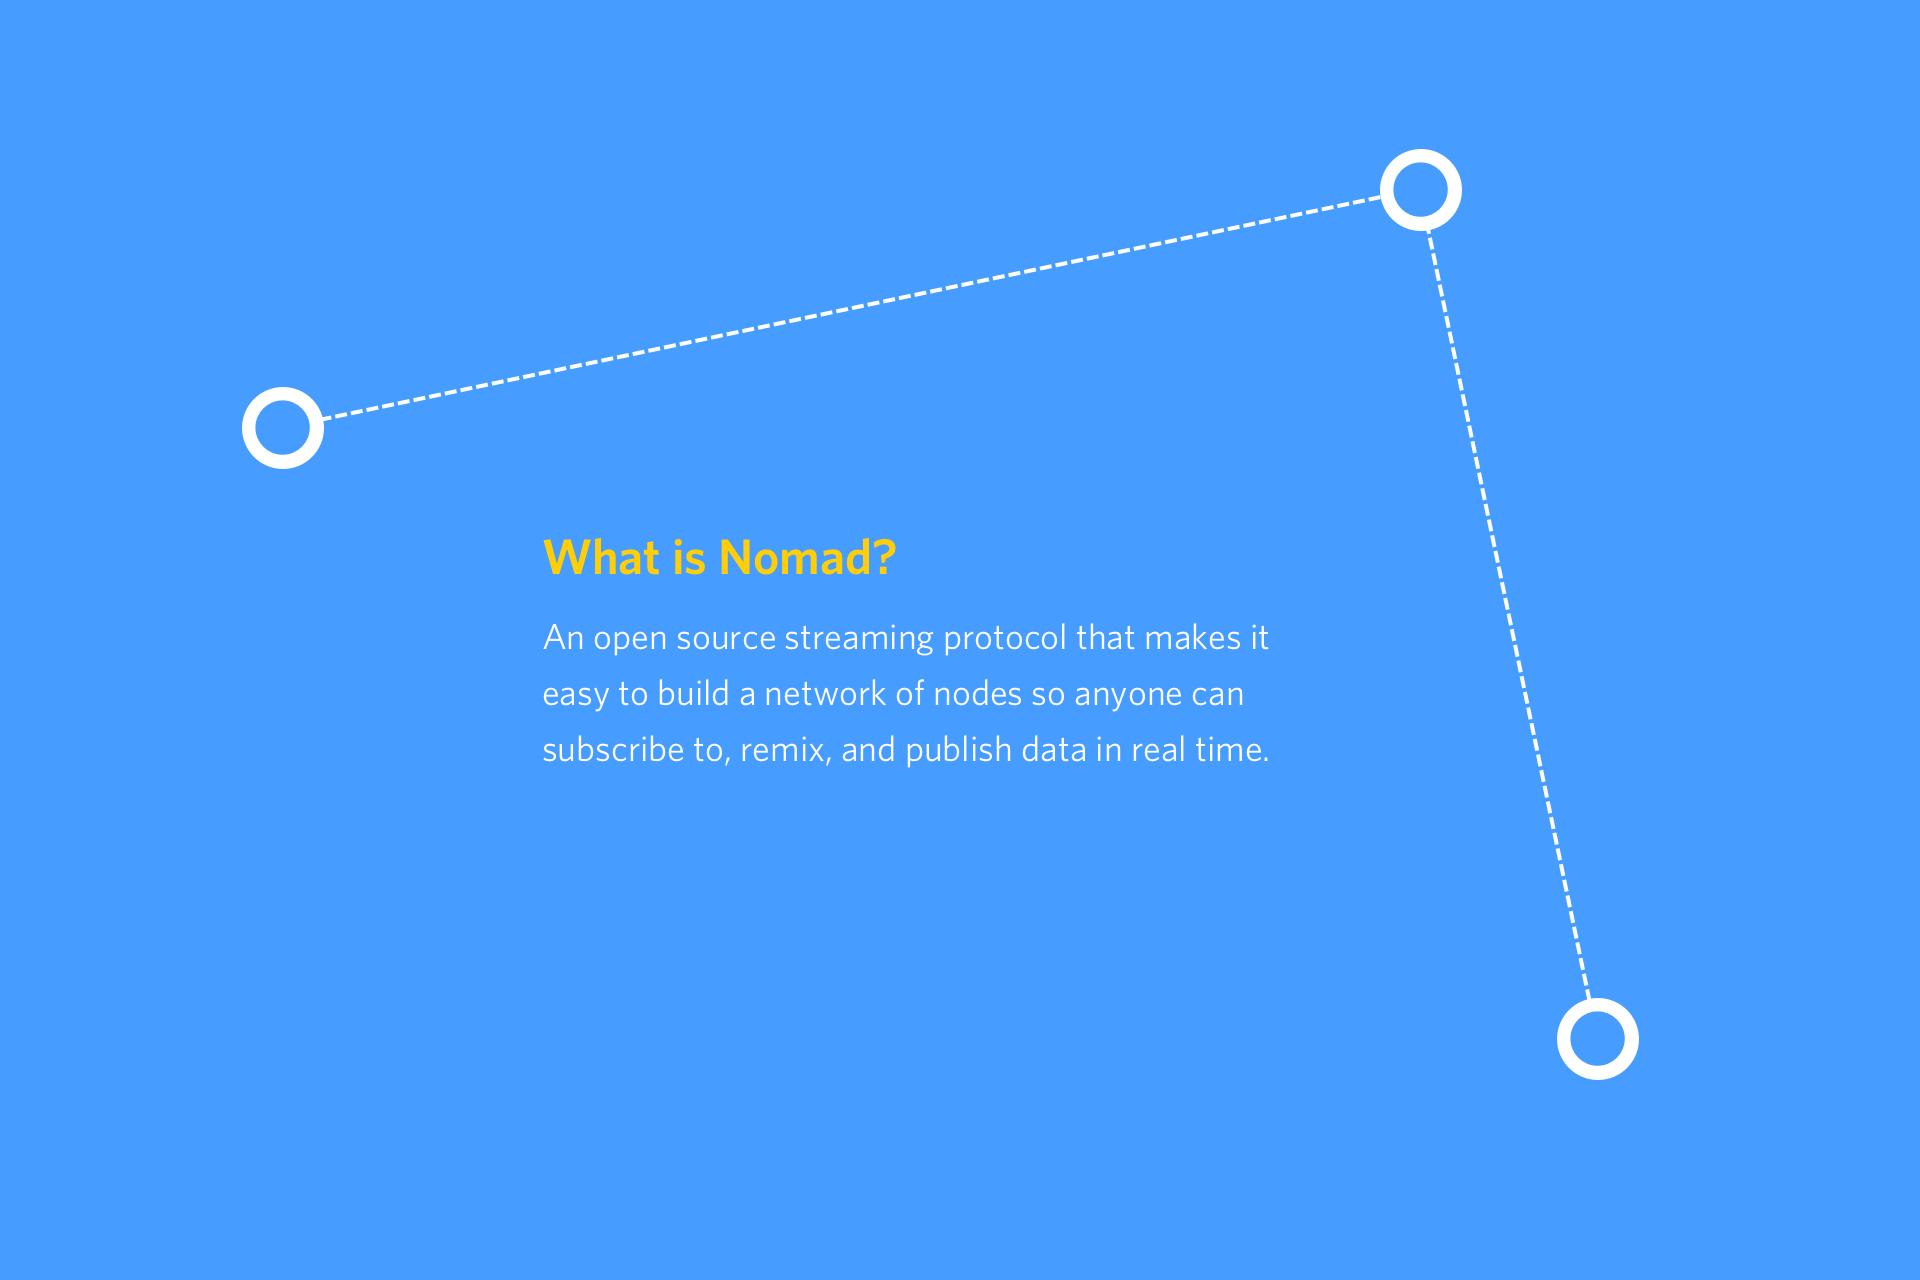 What is Nomad?
An open source streaming protocol that makes it
easy to build a network of nodes so anyone can
subscribe to, remix, and publish data in real time.